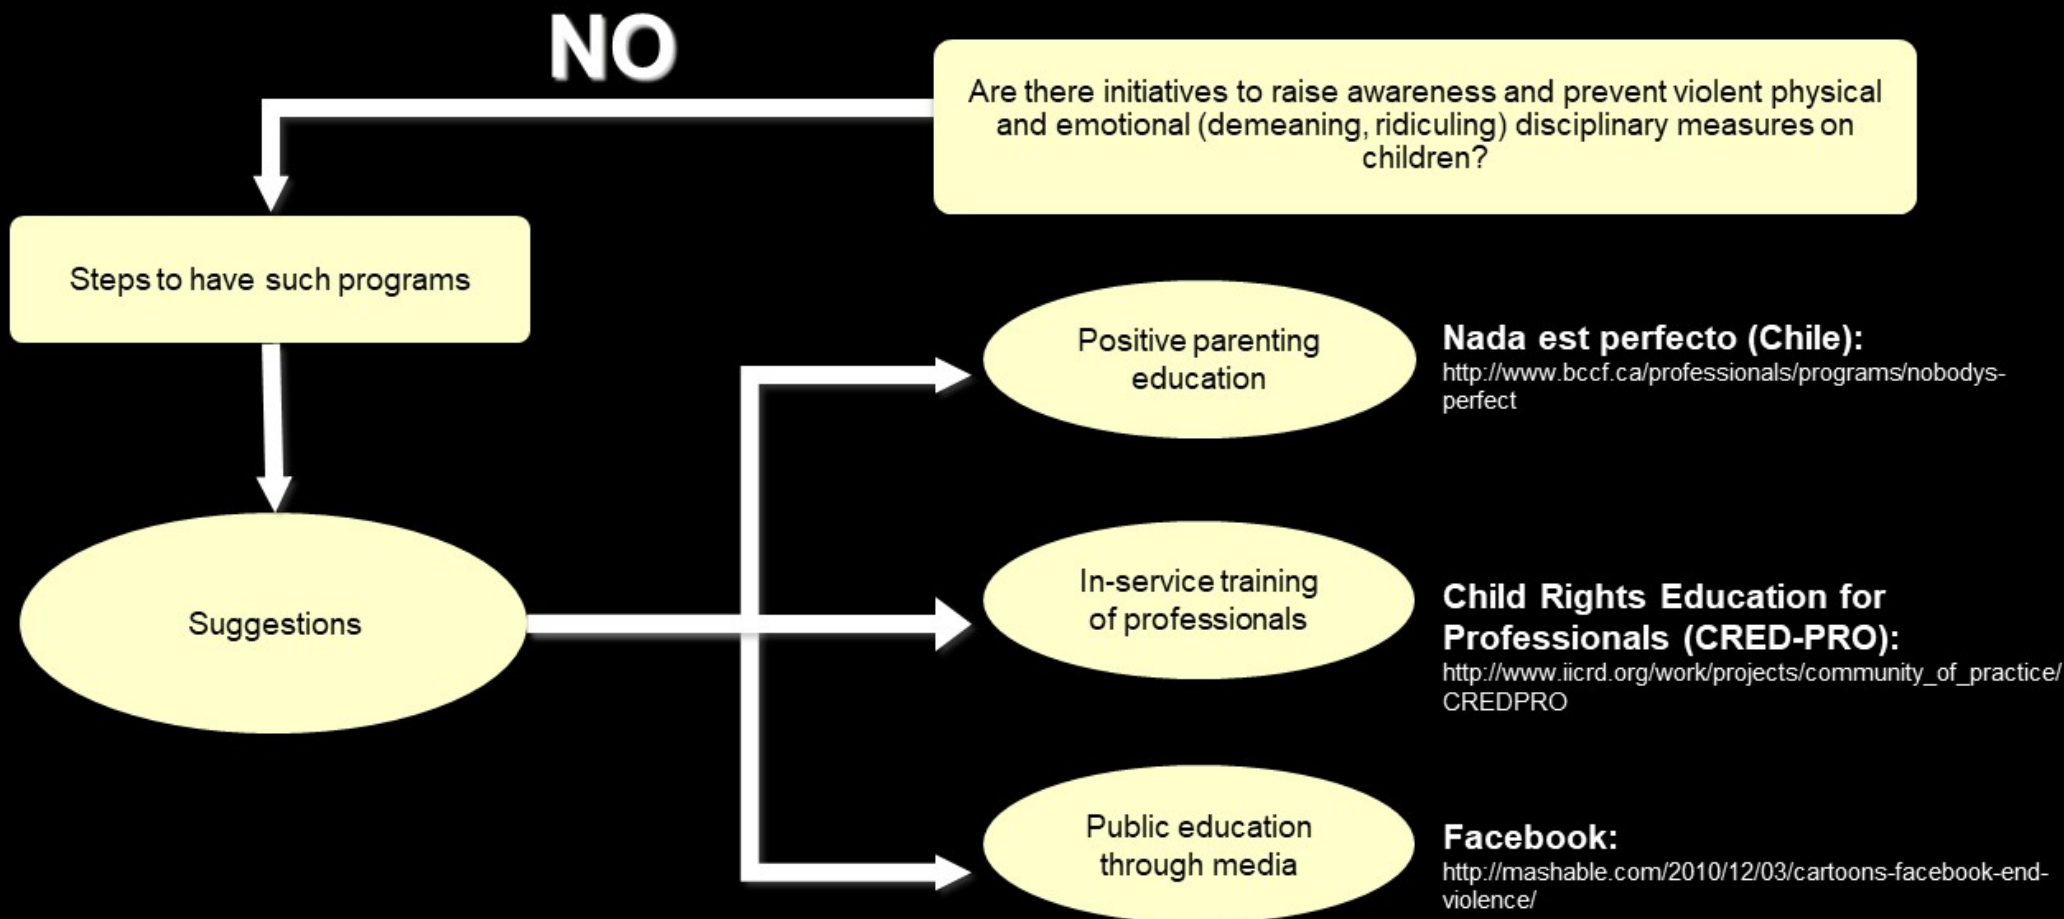 NO
Are there initiatives to raise awareness and prevent violent physical
and emotional (demeaning, ridiculing) disciplinary measures on
children?
Steps to have such programs
Suggestions
Positive parenting
education
Nada est perfecto (Chile):
http://www.bccf.ca/professionals/programs/nobodys-
perfect
In-service training
of professionals
Child Rights Education for
Professionals (CRED-PRO):
http://www.iicrd.org/work/projects/community_of_practice/
CREDPRO
Public education
through media
Facebook:
http://mashable.com/2010/12/03/cartoons-facebook-end-
violence/